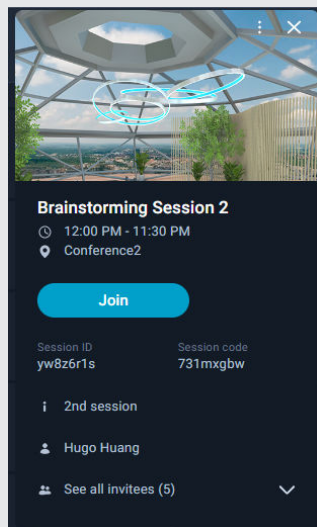 Brainstorming Session 2
12:00 PM - 11:30 PM
Conference2
Join
Session ID
Session code
yw8z6r1s
731mxgbw
2nd session
Hugo Huang
See all invitees (5)